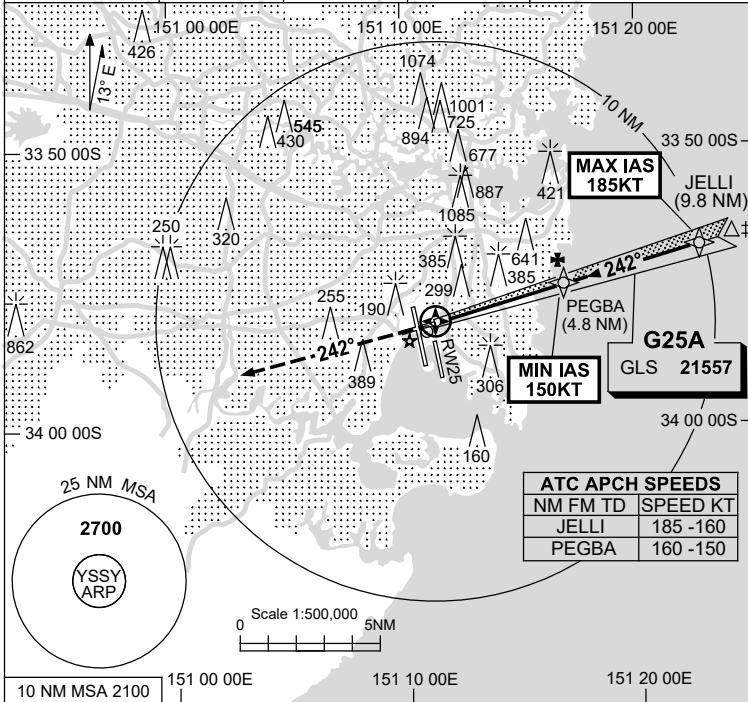 151 00 00E
151 10 00E
151 20 00E
426
13° E
1074
1001
725
894
545
430
677
10 NM
33 50 00S
33 50 00S
MAX IAS
185KT
JELLI
(9.8 NM)
887
421
1085
320
250
641
385
385
242°
299
190
255
PEGBA
(4.8 NM)
862
G25A
GLS 21557
242°
389
RW25
306
MIN IAS
150KT
160
34 00 00S
34 00 00S
ATC APCH SPEEDS
NM FM TD SPEED KT
JELLI 185 -160
PEGBA 160 -150
25 NM MSA
2700
YSSY
ARP
Scale 1:500,000
0 5NM
10 NM MSA 2100
151 00 00E
151 10 00E
151 20 00E